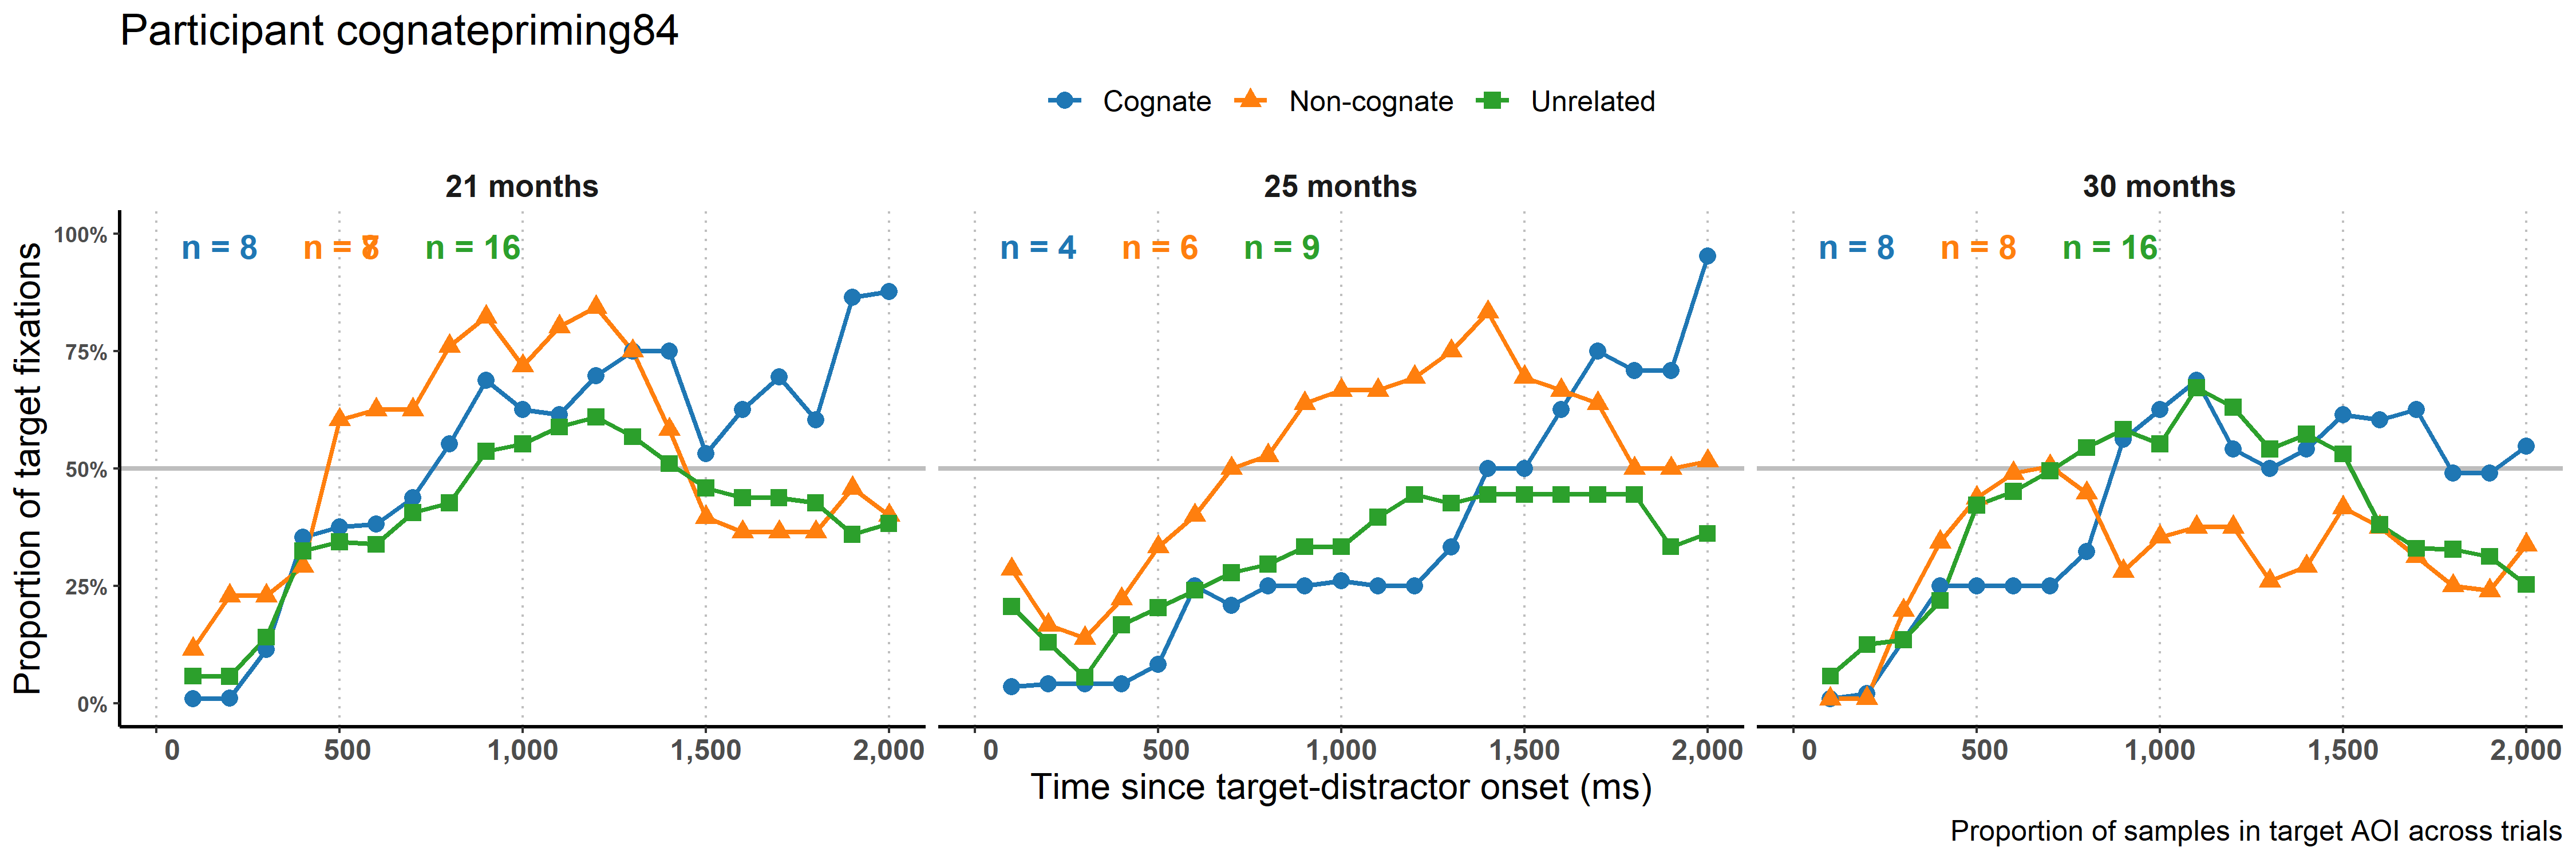 Participant cognatepriming84
Cognate Non-cognate Unrelated
21 months 25 months 30 months
Proportion of target fixations
100%
75%
50%
25%
0%
n = 8 n = n = 16
n = 4 n = 6 n = 9
n = 8 n = 8 n = 16
0 500 1,000 1,500 2,000
0 500 1,000 1,500 2,000
0 500 1,000 1,500 2,000
Time since target-distractor onset (ms)
Proportion of samples in target AOI across trials